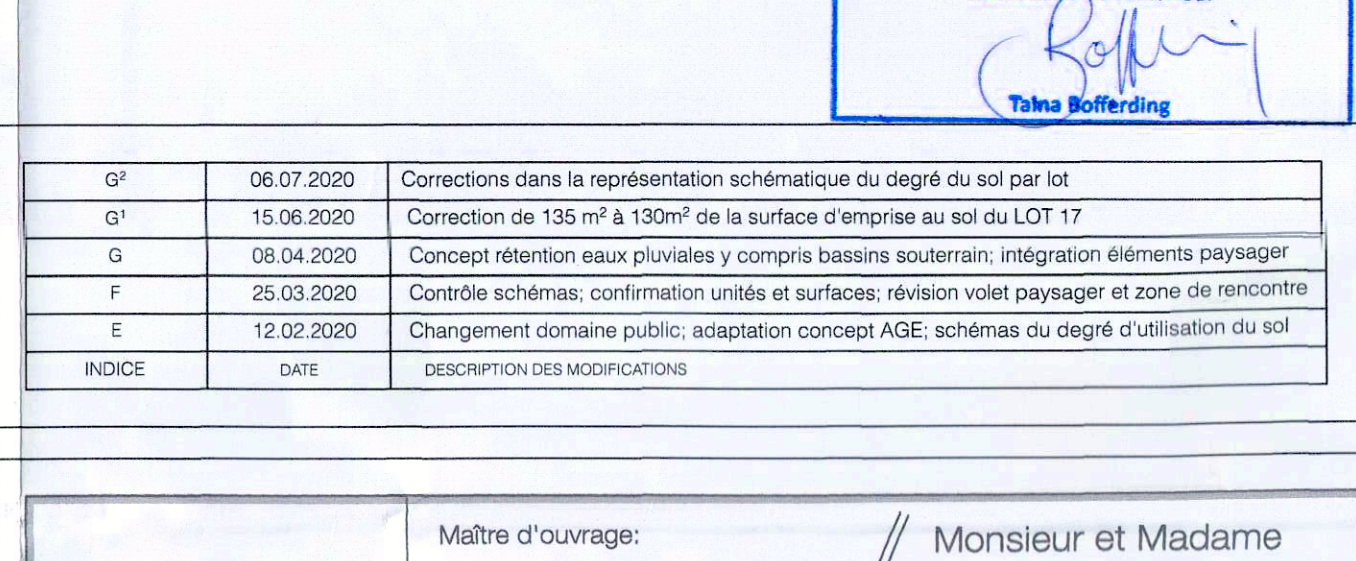 Taina Bofferding
G² 06.07.2020 Corrections dans la représentation schématique du degré du sol par lot
G¹ 15.06.2020 Correction de 135 m² à 130m² de la surface d'emprise au sol du LOT 17
G 08.04.2020 Concept rétention eaux pluviales y compris bassins souterrain; intégration éléments paysager
F 25.03.2020 Contrôle schémas; confirmation unités et surfaces; révision volet paysager et zone de rencontre
E 12.02.2020 Changement domaine public; adaptation concept AGE; schémas du degré d'utilisation du sol
INDICE DATE DESCRIPTION DES MODIFICATIONS
Maître d'ouvrage: // Monsieur et Madame